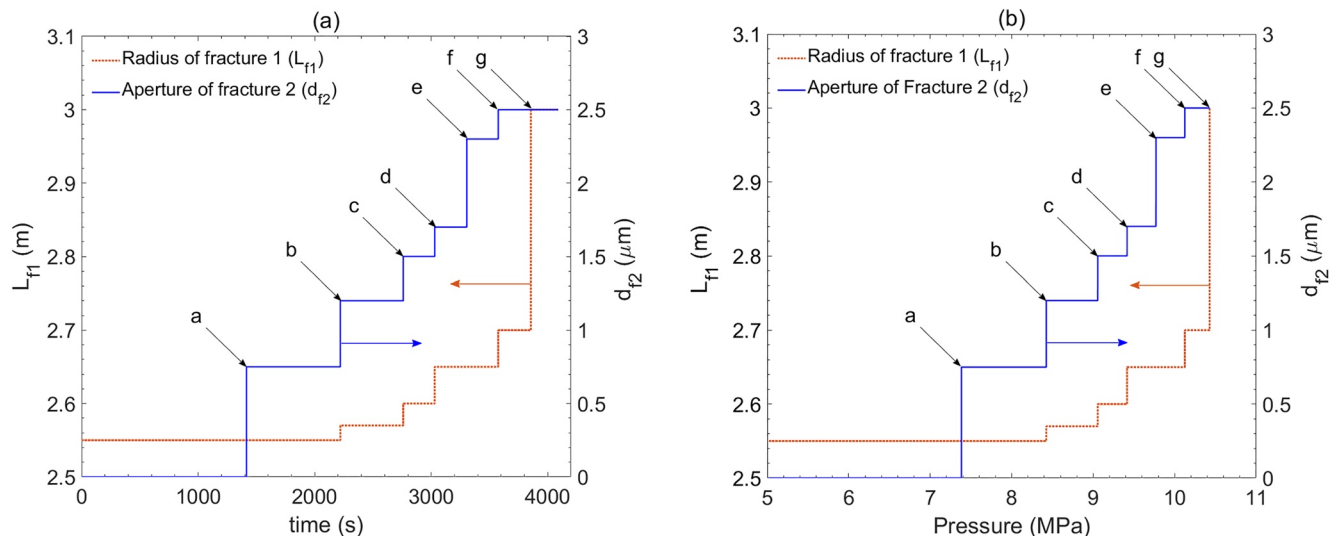 (a)
Radius of fracture 1 (L_f1)
Aperture of fracture 2 (d_f2)
a
b
c
d
e
f
g
3.1
3
2.9
2.8
2.7
2.6
2.5
L_f1 (m)
3
2.5
2
1.5
1
0.5
0
d_f2 (μm)
0 1000 2000 3000 4000
time (s)
(b)
Radius of fracture 1 (L_f1)
Aperture of Fracture 2 (d_f2)
a
b
c
d
e
f
g
3.1
3
2.9
2.8
2.7
2.6
2.5
L_f1 (m)
3
2.5
2
1.5
1
0.5
0
d_f2 (μm)
5 6 7 8 9 10 11
Pressure (MPa)